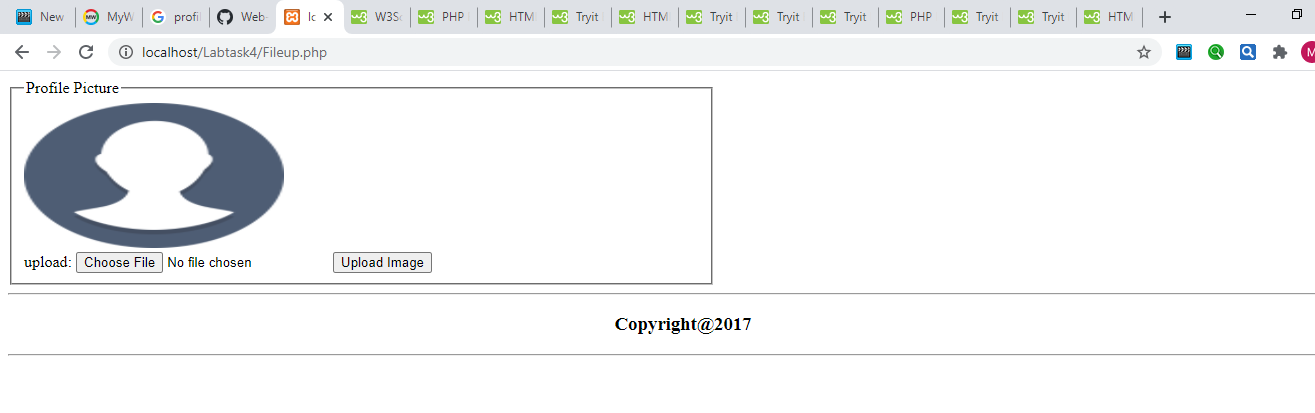 New MyW profi Web- lo W3Sc PHP HTM Tryit HTM Tryit Tryit Tryit PHP Tryit Tryit HTM
localhost/Labtask4/Fileup.php
Profile Picture
upload: Choose File No file chosen Upload Image
Copyright@2017